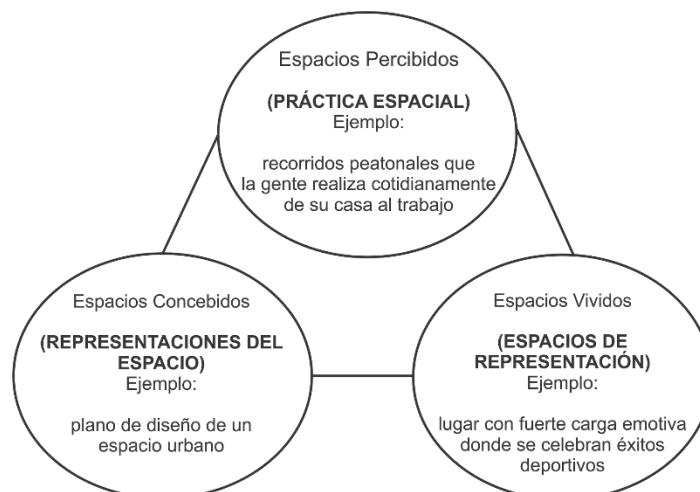 Espacios Percibidos
(PRÁCTICA ESPACIAL)
Ejemplo:
recorridos peatonales que
la gente realiza cotidianamente
de su casa al trabajo
Espacios Concebidos
(REPRESENTACIONES DEL
ESPACIO)
Ejemplo:
plano de diseño de un
espacio urbano
Espacios Vividos
(ESPACIOS DE
REPRESENTACIÓN)
Ejemplo:
lugar con fuerte carga emotiva
donde se celebran éxitos
deportivos